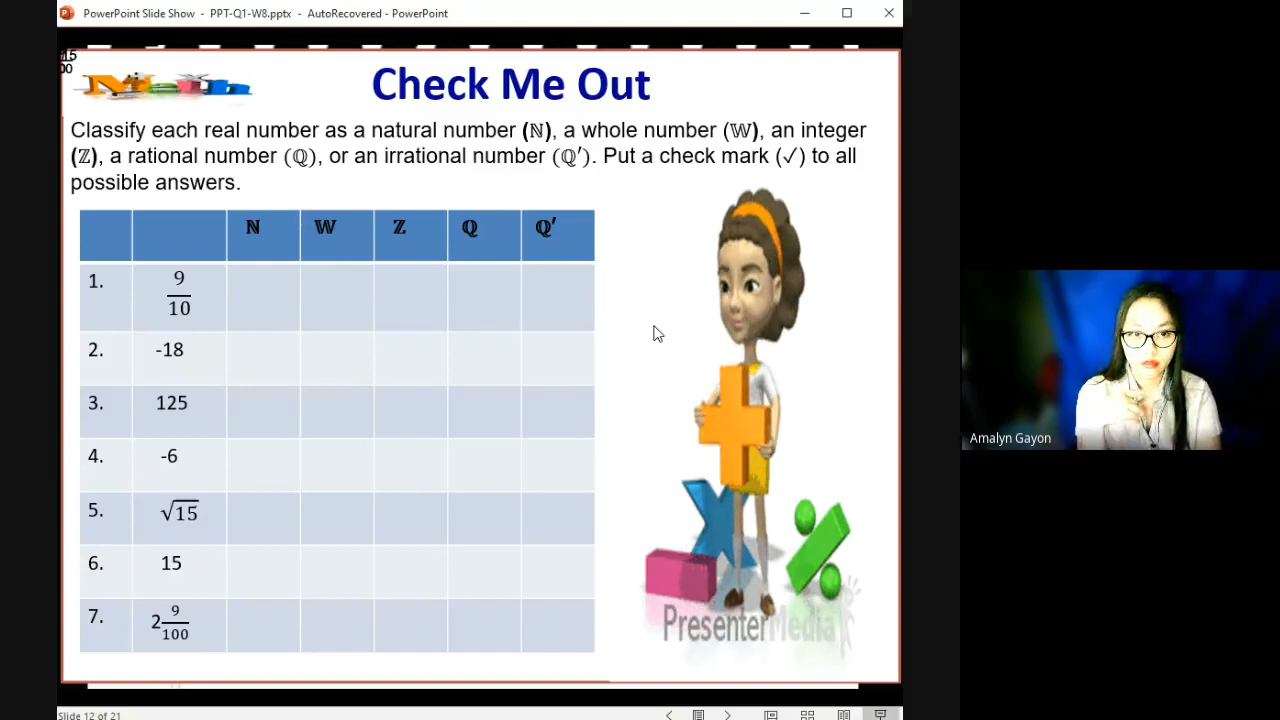 PowerPoint Slide Show - PPT-Q1-W8.pptx - AutoRecovered - PowerPoint
15
00
Math
Check Me Out
Classify each real number as a natural number (ℕ), a whole number (𝕎), an integer
(ℤ), a rational number (ℚ), or an irrational number (ℚ′). Put a check mark (✓) to all
possible answers.
ℕ 𝕎 ℤ ℚ ℚ′
1. 9/10
2. -18
3. 125
4. -6
5. √15
6. 15
7. 2 9/100
PresenterMedia
Amalyn Gayon
Slide 12 of 21